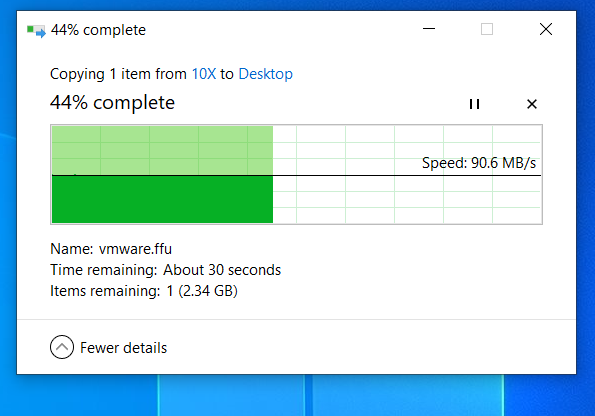 44% complete
Copying 1 item from 10X to Desktop
44% complete
Speed: 90.6 MB/s
Name: vmware.ffu
Time remaining: About 30 seconds
Items remaining: 1 (2.34 GB)
Fewer details